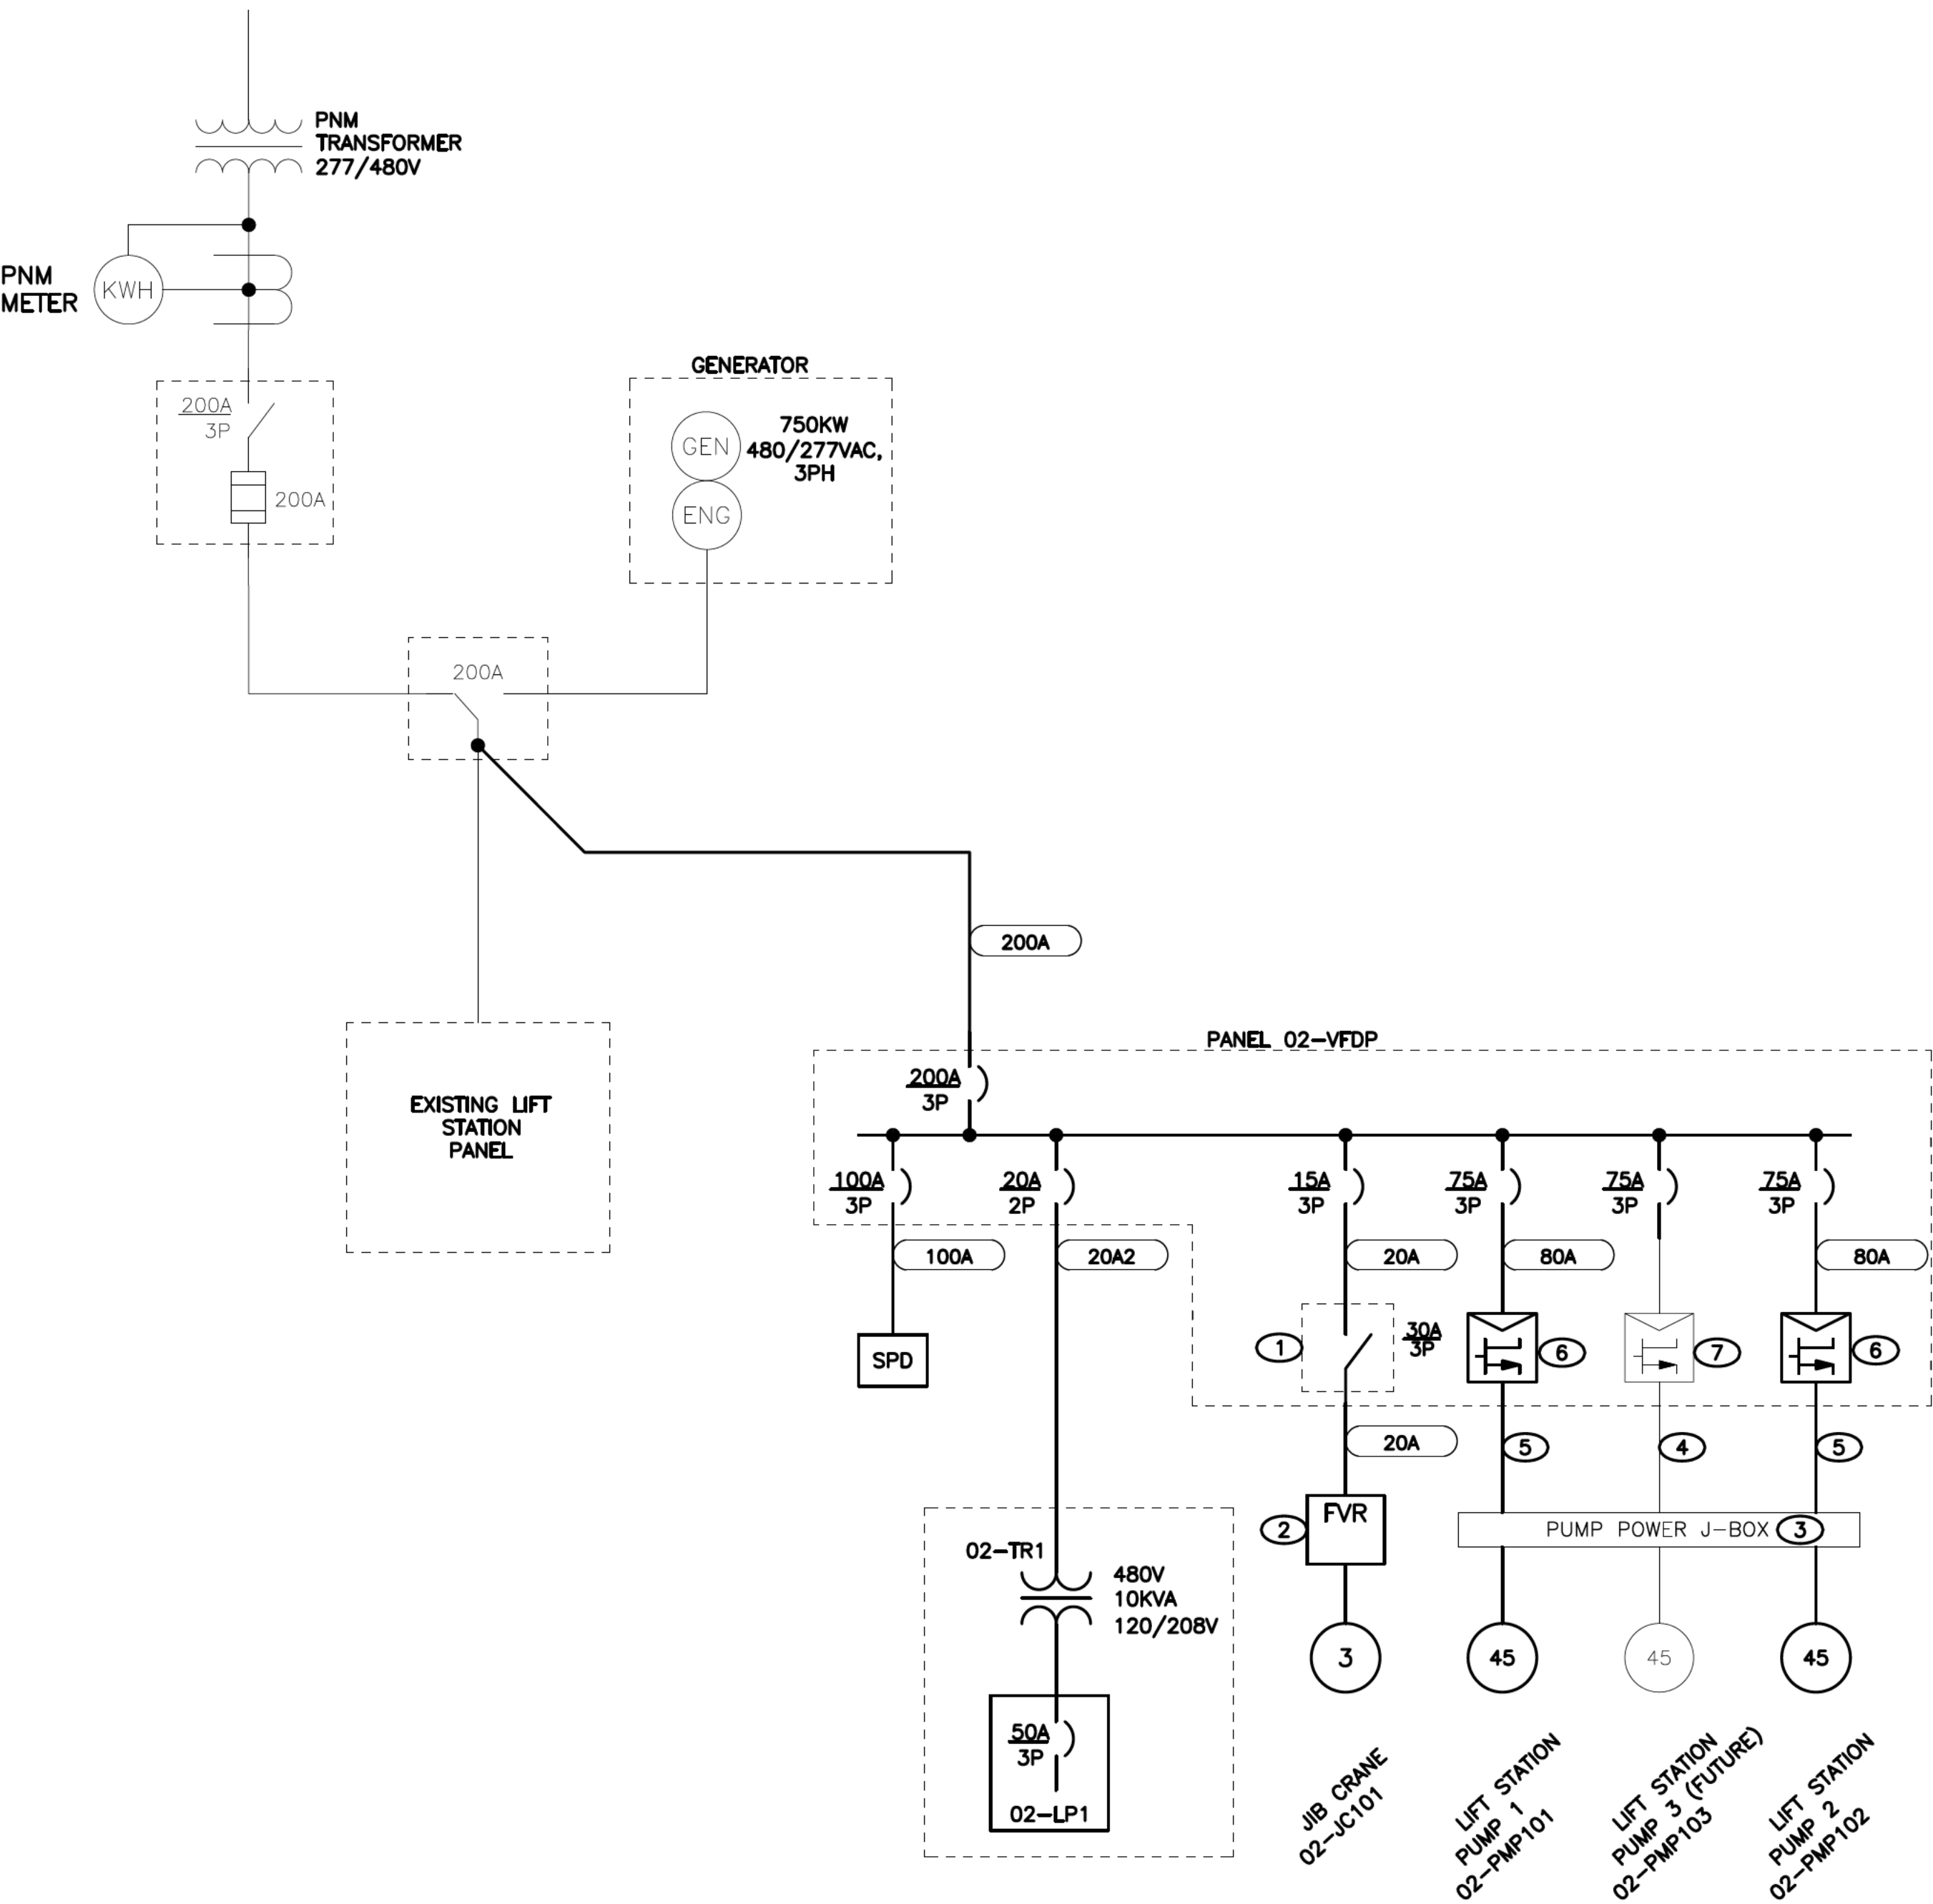 PNM
TRANSFORMER
277/480V
PNM
METER
KWH
200A
3P
200A
GENERATOR
GEN
ENG
750KW
480/277VAC,
3PH
200A
200A
EXISTING LIFT
STATION
PANEL
PANEL 02-VFDP
200A
3P
100A
3P
20A
2P
15A
3P
75A
3P
75A
3P
75A
3P
100A
20A2
20A
80A
80A
SPD
1
30A
3P
6
7
6
20A
5
4
5
2
FVR
PUMP POWER J-BOX
3
02-TR1
480V
10KVA
120/208V
3
45
45
45
50A
3P
02-LP1
JIB CRANE
02-JC101
LIFT STATION
PUMP 1
02-PMP101
LIFT STATION
PUMP 3 (FUTURE)
02-PMP103
LIFT STATION
PUMP 2
02-PMP102